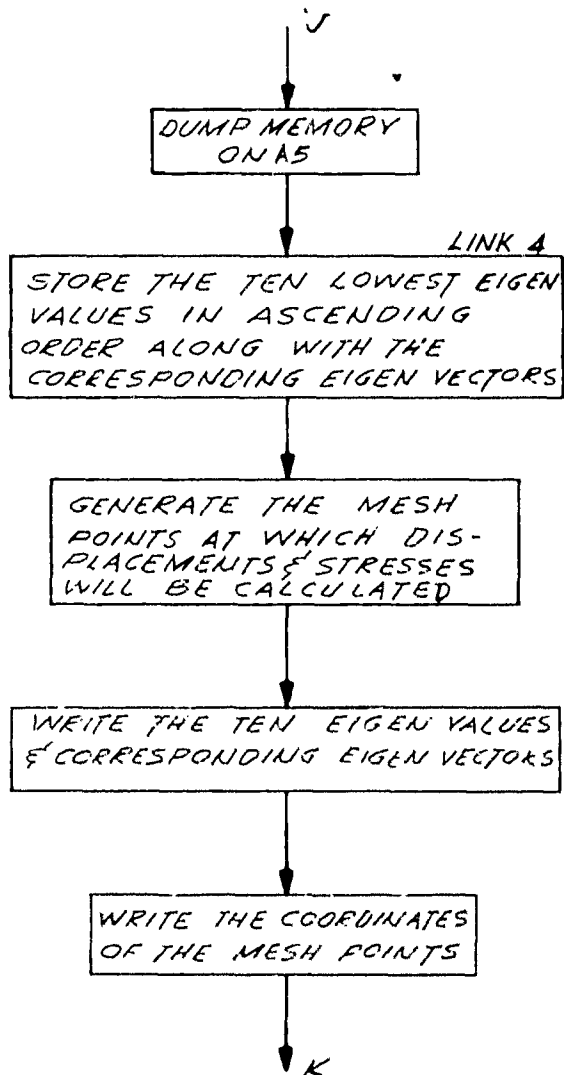 J
DUMP MEMORY
ON A5
LINK 4
STORE THE TEN LOWEST EIGEN
VALUES IN ASCENDING
ORDER ALONG WITH THE
CORRESPONDING EIGEN VECTORS
GENERATE THE MESH
POINTS AT WHICH DIS-
PLACEMENTS & STRESSES
WILL BE CALCULATED
WRITE THE TEN EIGEN VALUES
& CORRESPONDING EIGEN VECTORS
WRITE THE COORDINATES
OF THE MESH POINTS
K